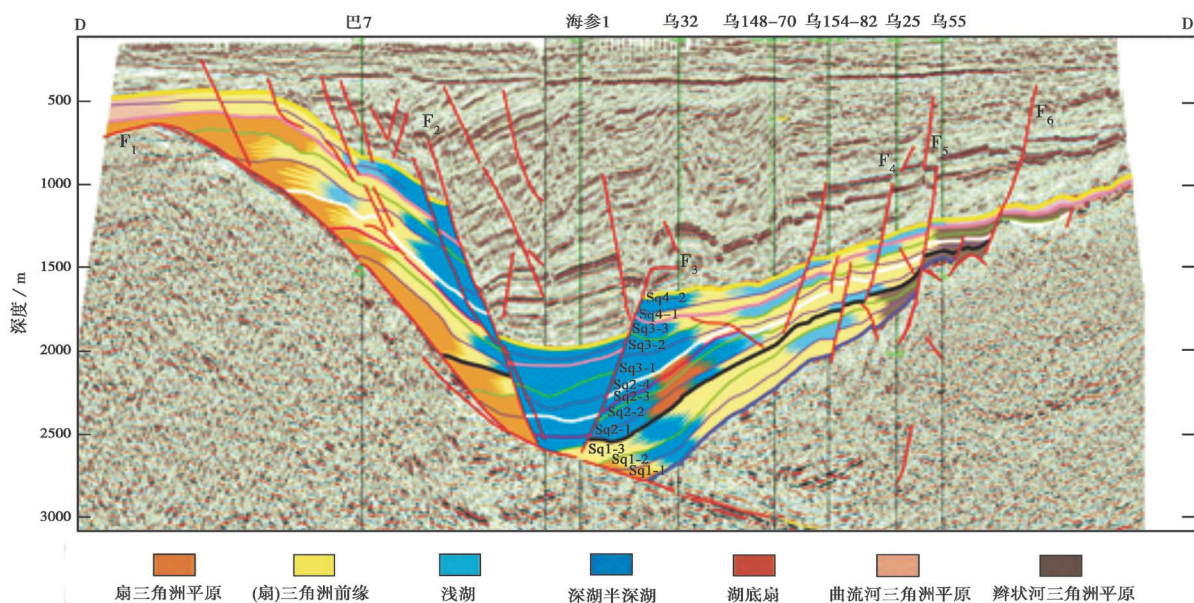 D 巴7 海参1 乌32 乌148-70 乌154-82 乌25 乌55 D
深度 / m
500
1000
1500
2000
2500
3000
F1
F2
F3
F4
F5
F6
Sq4-2
Sq4-1
Sq3-3
Sq3-2
Sq3-1
Sq2-4
Sq2-3
Sq2-2
Sq2-1
Sq1-3
Sq1-2
Sq1-1
扇三角洲平原 (扇)三角洲前缘 浅湖 深湖半深湖 湖底扇 曲流河三角洲平原 辫状河三角洲平原